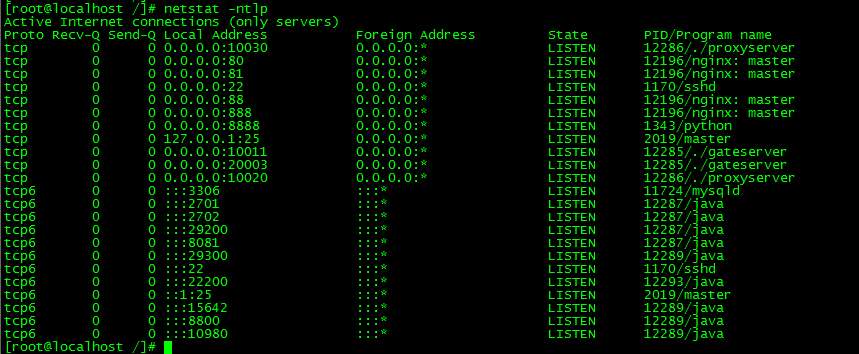 [root@localhost /]# netstat -ntlp
Active Internet connections (only servers)
Proto Recv-Q Send-Q Local Address           Foreign Address         State       PID/Program name
tcp        0      0 0.0.0.0:10030           0.0.0.0:*               LISTEN      12286/./proxyserver
tcp        0      0 0.0.0.0:80              0.0.0.0:*               LISTEN      12196/nginx: master
tcp        0      0 0.0.0.0:81              0.0.0.0:*               LISTEN      12196/nginx: master
tcp        0      0 0.0.0.0:22              0.0.0.0:*               LISTEN      1170/sshd
tcp        0      0 0.0.0.0:88              0.0.0.0:*               LISTEN      12196/nginx: master
tcp        0      0 0.0.0.0:888             0.0.0.0:*               LISTEN      12196/nginx: master
tcp        0      0 0.0.0.0:8888            0.0.0.0:*               LISTEN      1343/python
tcp        0      0 127.0.0.1:25            0.0.0.0:*               LISTEN      2019/master
tcp        0      0 0.0.0.0:10011           0.0.0.0:*               LISTEN      12285/./gateserver
tcp        0      0 0.0.0.0:20003           0.0.0.0:*               LISTEN      12285/./gateserver
tcp        0      0 0.0.0.0:10020           0.0.0.0:*               LISTEN      12286/./proxyserver
tcp6       0      0 :::3306                 :::*                    LISTEN      11724/mysqld
tcp6       0      0 :::2701                 :::*                    LISTEN      12287/java
tcp6       0      0 :::2702                 :::*                    LISTEN      12287/java
tcp6       0      0 :::29200                :::*                    LISTEN      12287/java
tcp6       0      0 :::8081                 :::*                    LISTEN      12287/java
tcp6       0      0 :::29300                :::*                    LISTEN      12289/java
tcp6       0      0 :::22                   :::*                    LISTEN      1170/sshd
tcp6       0      0 :::22200                :::*                    LISTEN      12293/java
tcp6       0      0 ::1:25                  :::*                    LISTEN      2019/master
tcp6       0      0 :::15642                :::*                    LISTEN      12289/java
tcp6       0      0 :::8800                 :::*                    LISTEN      12289/java
tcp6       0      0 :::10980                :::*                    LISTEN      12289/java
[root@localhost /]#